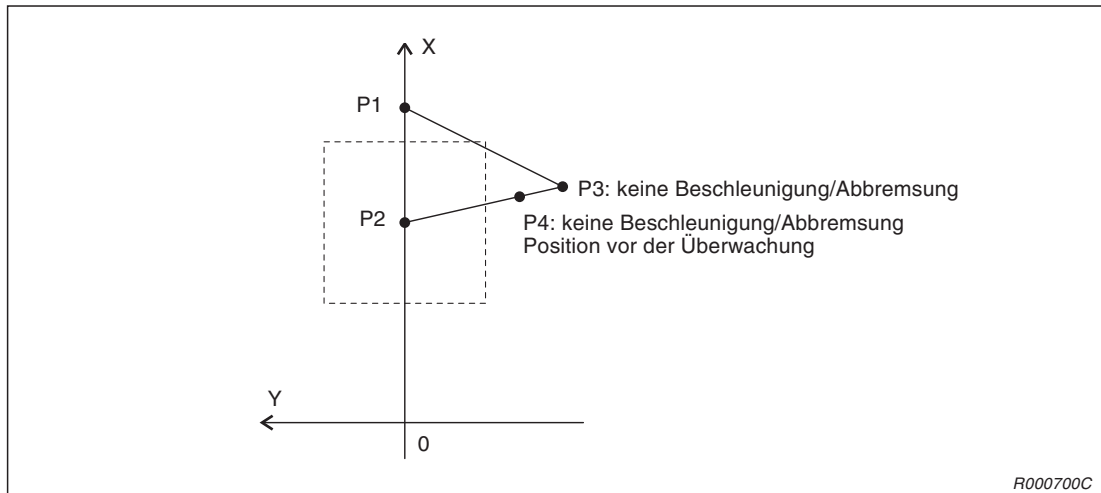 X
P1
P3: keine Beschleunigung/Abbremsung
P2
P4: keine Beschleunigung/Abbremsung
Position vor der Überwachung
Y
0
R000700C